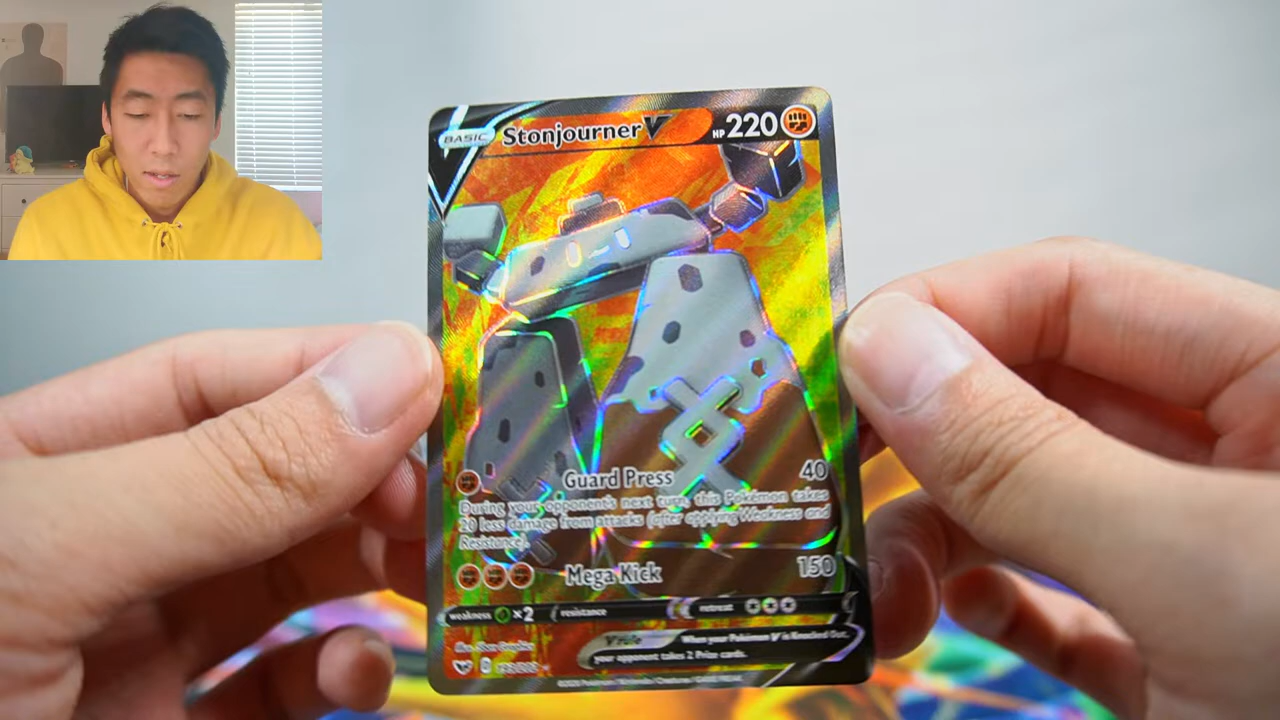 BASIC
Stonjourner V
HP 220
Guard Press 40
During your opponent's next turn, this Pokémon takes
20 less damage from attacks (after applying Weakness and
Resistance).
Mega Kick 150
weakness ×2 resistance retreat
V rule When your Pokémon V is Knocked Out,
your opponent takes 2 Prize cards.